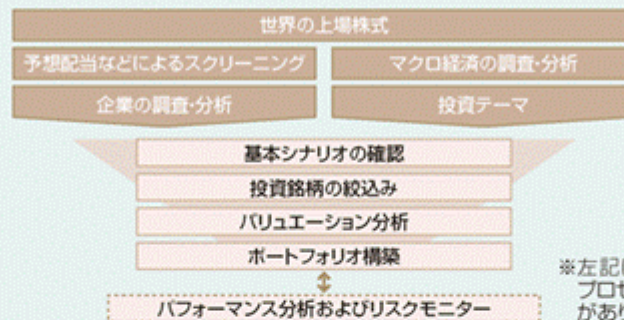 世界の上場株式
予想配当などによるスクリーニング
マクロ経済の調査・分析
企業の調査・分析
投資テーマ
基本シナリオの確認
投資銘柄の絞込み
バリュエーション分析
ポートフォリオ構築
パフォーマンス分析およびリスクモニター
※左記
プロセ
があり